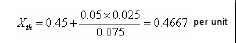 X_th = 0.45 + (0.05 × 0.025)/0.075 = 0.4667 per unit